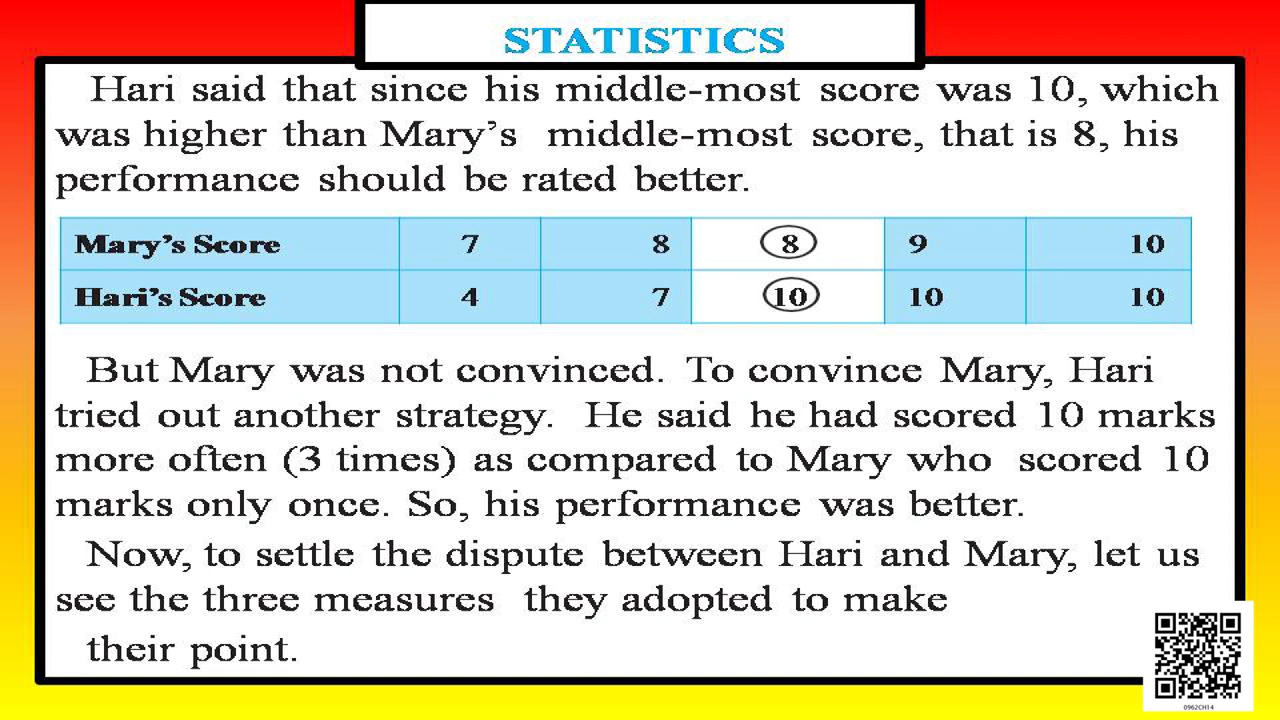 STATISTICS
Hari said that since his middle-most score was 10, which
was higher than Mary’s middle-most score, that is 8, his
performance should be rated better.
Mary’s Score 7 8 8 9 10
Hari’s Score 4 7 10 10 10
But Mary was not convinced. To convince Mary, Hari
tried out another strategy. He said he had scored 10 marks
more often (3 times) as compared to Mary who scored 10
marks only once. So, his performance was better.
Now, to settle the dispute between Hari and Mary, let us
see the three measures they adopted to make
their point.
0962CH14